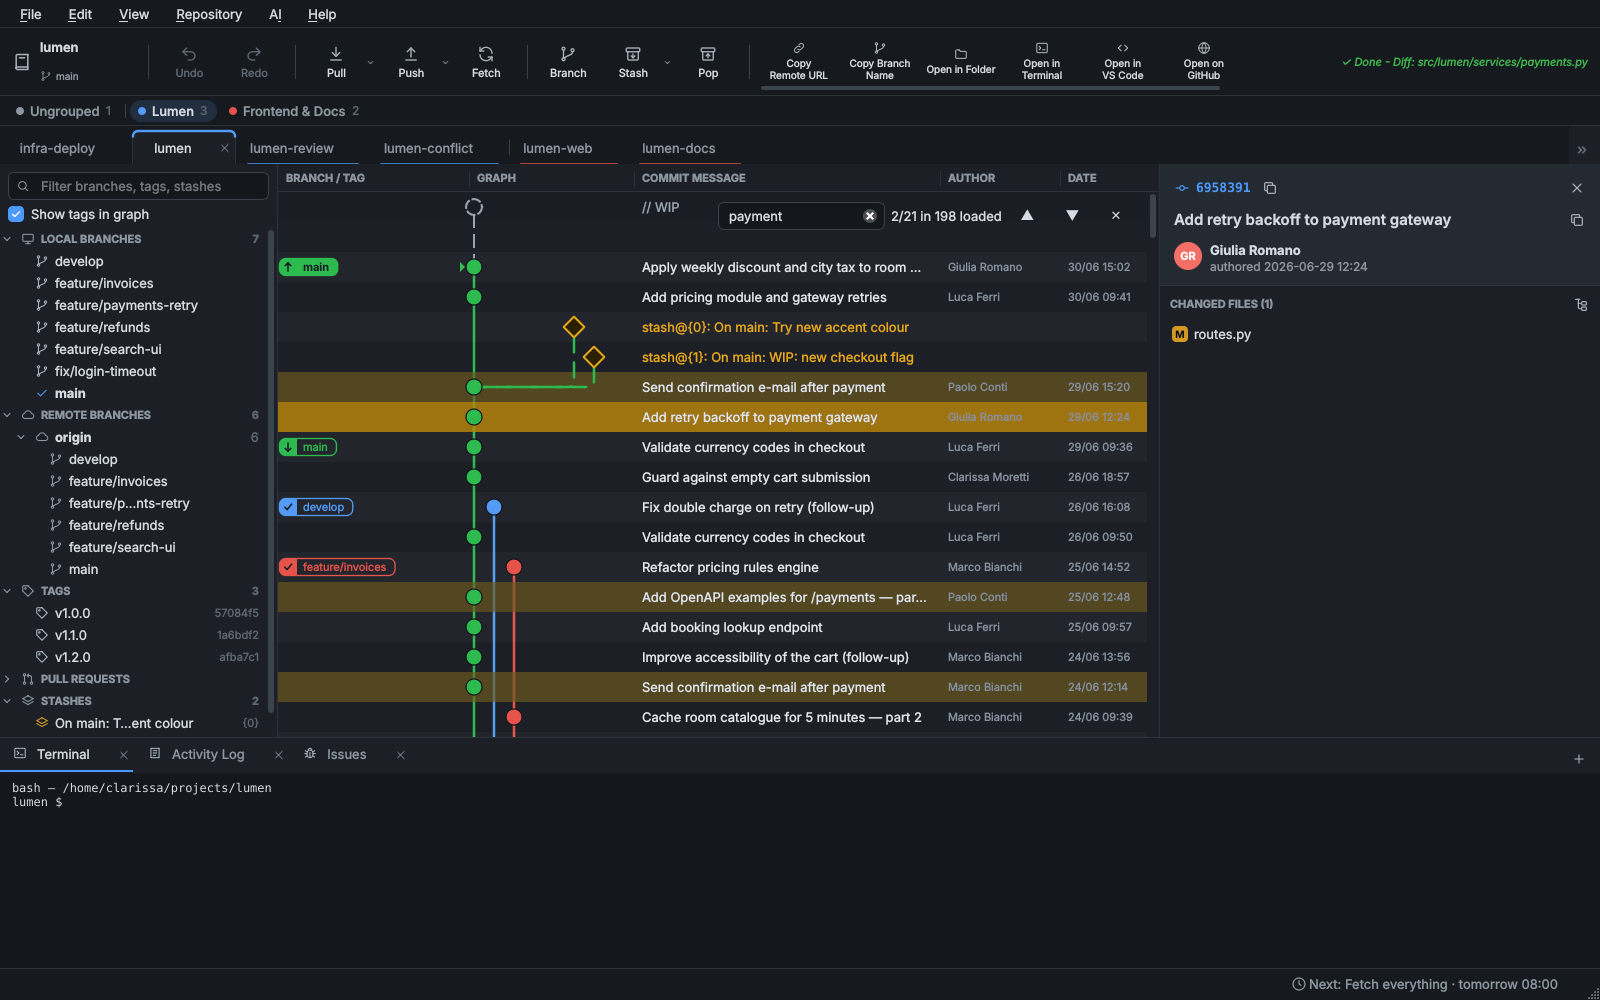 File Edit View Repository AI Help
lumen
main
Undo Redo Pull Push Fetch Branch Stash Pop
Copy Remote URL
Copy Branch Name
Open in Folder
Open in Terminal
Open in VS Code
Open on GitHub
✓ Done - Diff: src/lumen/services/payments.py
Ungrouped 1 Lumen 3 Frontend & Docs 2
infra-deploy lumen lumen-review lumen-conflict lumen-web lumen-docs
Filter branches, tags, stashes
Show tags in graph
LOCAL BRANCHES 7
develop
feature/invoices
feature/payments-retry
feature/refunds
feature/search-ui
fix/login-timeout
main
REMOTE BRANCHES 6
origin 6
develop
feature/invoices
feature/p...nts-retry
feature/refunds
feature/search-ui
main
TAGS 3
v1.0.0 57084f5
v1.1.0 1a6bdf2
v1.2.0 afba7c1
PULL REQUESTS
STASHES 2
On main: T...ent colour {0}
BRANCH / TAG GRAPH COMMIT MESSAGE AUTHOR DATE
// WIP
payment 2/21 in 198 loaded
main Apply weekly discount and city tax to room ... Giulia Romano 30/06 15:02
Add pricing module and gateway retries Luca Ferri 30/06 09:41
stash@{0}: On main: Try new accent colour
stash@{1}: On main: WIP: new checkout flag
Send confirmation e-mail after payment Paolo Conti 29/06 15:20
Add retry backoff to payment gateway Giulia Romano 29/06 12:24
main Validate currency codes in checkout Luca Ferri 29/06 09:36
Guard against empty cart submission Clarissa Moretti 26/06 18:57
develop Fix double charge on retry (follow-up) Luca Ferri 26/06 16:08
Validate currency codes in checkout Luca Ferri 26/06 09:50
feature/invoices Refactor pricing rules engine Marco Bianchi 25/06 14:52
Add OpenAPI examples for /payments — par... Paolo Conti 25/06 12:48
Add booking lookup endpoint Luca Ferri 25/06 09:57
Improve accessibility of the cart (follow-up) Marco Bianchi 24/06 13:56
Send confirmation e-mail after payment Marco Bianchi 24/06 12:14
Cache room catalogue for 5 minutes — part 2 Marco Bianchi 24/06 09:39
6958391
Add retry backoff to payment gateway
GR
Giulia Romano
authored 2026-06-29 12:24
CHANGED FILES (1)
M routes.py
Terminal Activity Log Issues
bash — /home/clarissa/projects/lumen
lumen $
Next: Fetch everything · tomorrow 08:00